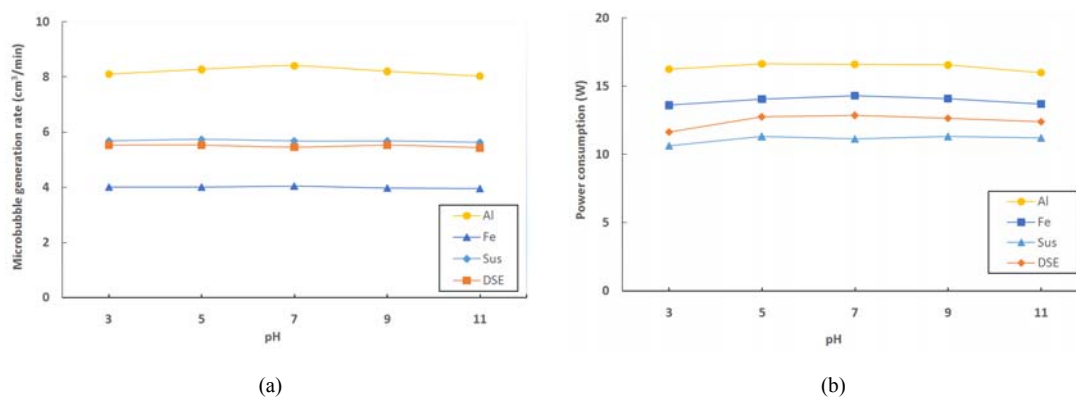 Microbubble generation rate (cm³/min)
10
8
6
4
2
0
3 5 7 9 11
pH
Al
Fe
Sus
DSE
(a)
Power consumption (W)
20
15
10
5
0
3 5 7 9 11
pH
Al
Fe
Sus
DSE
(b)